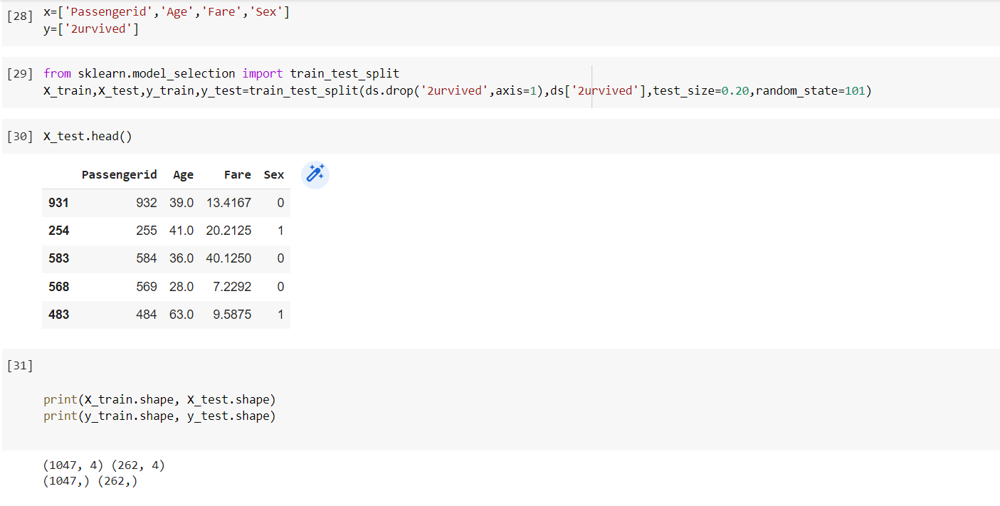 [28] x=['Passengerid','Age','Fare','Sex']
y=['2urvived']
[29] from sklearn.model_selection import train_test_split
X_train,X_test,y_train,y_test=train_test_split(ds.drop('2urvived',axis=1),ds['2urvived'],test_size=0.20,random_state=101)
[30] X_test.head()
Passengerid Age Fare Sex
931 932 39.0 13.4167 0
254 255 41.0 20.2125 1
583 584 36.0 40.1250 0
568 569 28.0 7.2292 0
483 484 63.0 9.5875 1
[31]
print(X_train.shape, X_test.shape)
print(y_train.shape, y_test.shape)
(1047, 4) (262, 4)
(1047,) (262,)